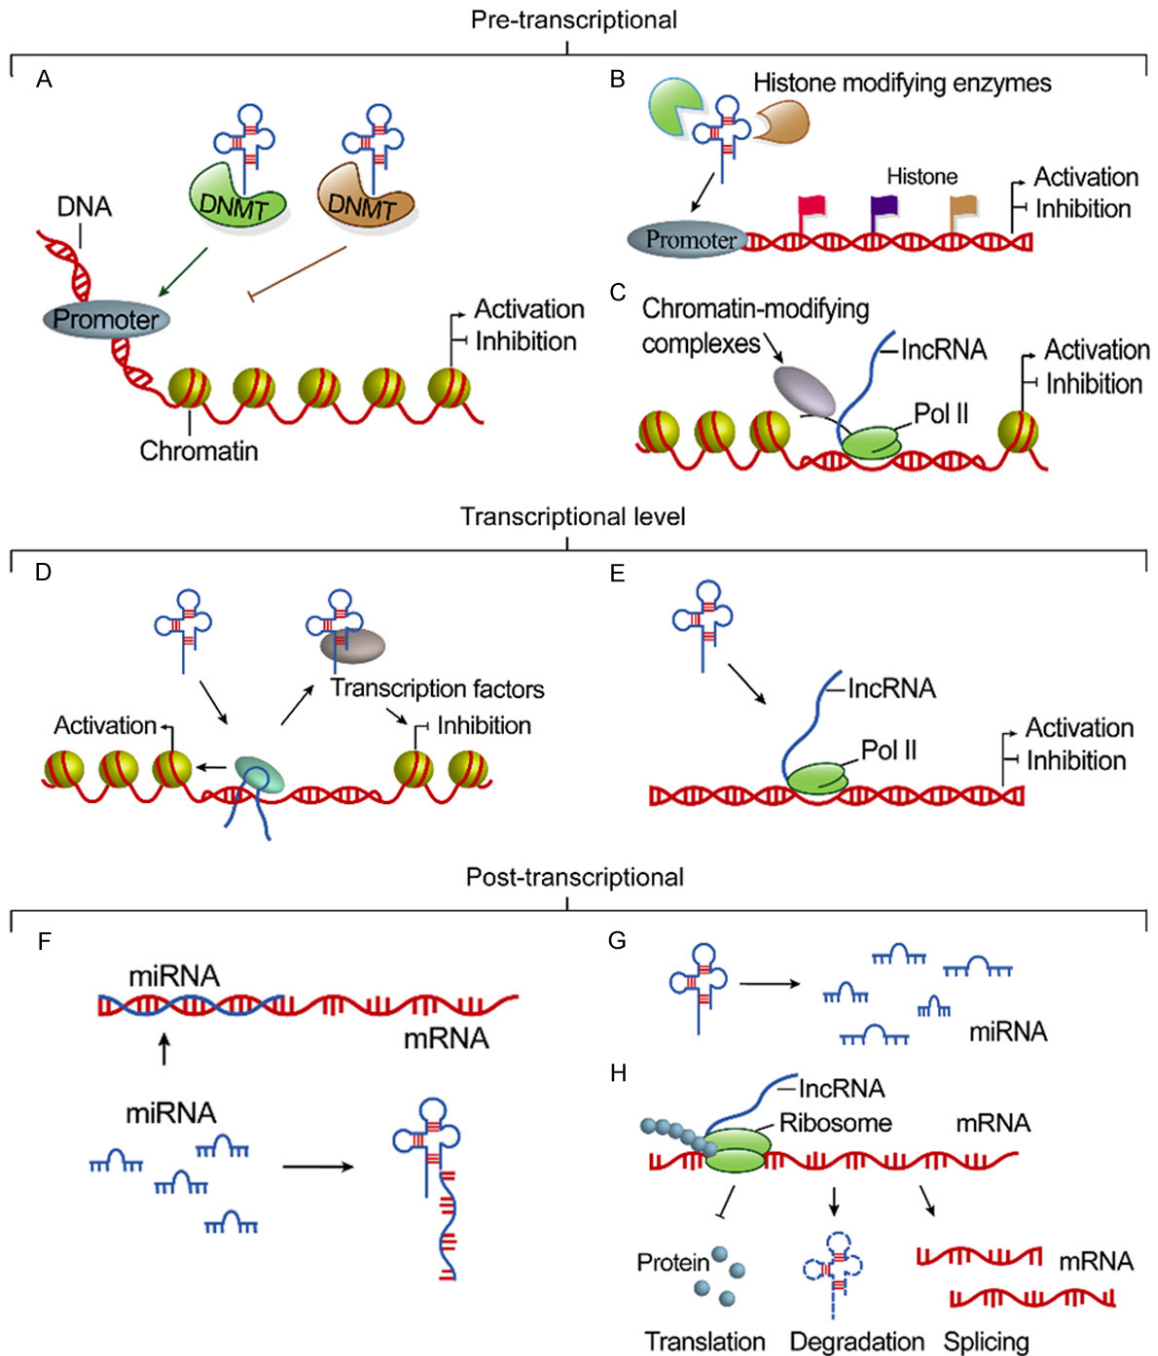 Pre-transcriptional
A
DNMT
DNMT
DNA
Promoter
Activation
Inhibition
Chromatin
B
Histone modifying enzymes
Histone
Activation
Inhibition
Promoter
C
Chromatin-modifying
complexes
lncRNA
Activation
Inhibition
Pol II
Transcriptional level
D
Transcription factors
Activation
Inhibition
E
lncRNA
Pol II
Activation
Inhibition
Post-transcriptional
F
miRNA
mRNA
miRNA
G
miRNA
H
lncRNA
Ribosome
mRNA
Protein
mRNA
Translation
Degradation
Splicing